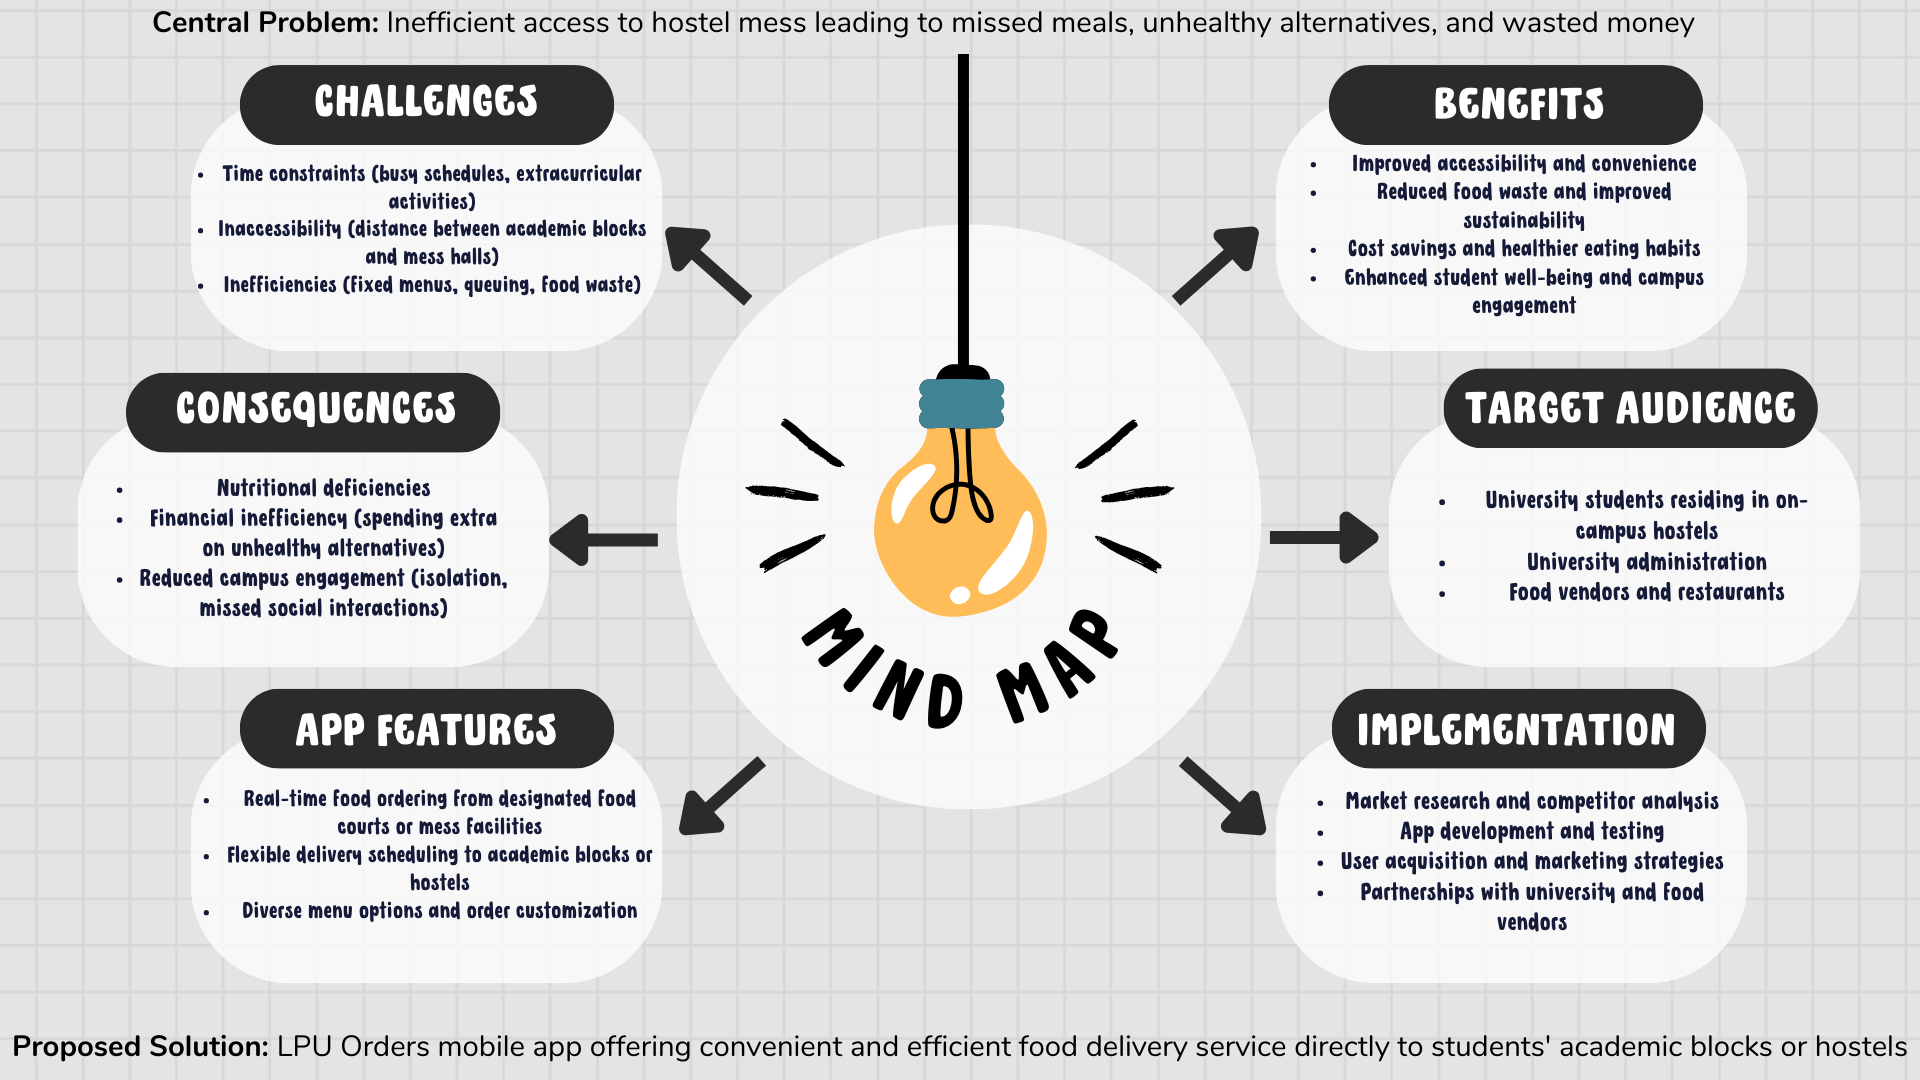 Central Problem: Inefficient access to hostel mess leading to missed meals, unhealthy alternatives, and wasted money
CHALLENGES
• Time constraints (busy schedules, extracurricular
activities)
• Inaccessibility (distance between academic blocks
and mess halls)
• Inefficiencies (fixed menus, queuing, food waste)
BENEFITS
• Improved accessibility and convenience
• Reduced food waste and improved
sustainability
• Cost savings and healthier eating habits
• Enhanced student well-being and campus
engagement
CONSEQUENCES
• Nutritional deficiencies
• Financial inefficiency (spending extra
on unhealthy alternatives)
• Reduced campus engagement (isolation,
missed social interactions)
MIND MAP
TARGET AUDIENCE
• University students residing in on-
campus hostels
• University administration
• Food vendors and restaurants
APP FEATURES
• Real-time food ordering from designated food
courts or mess facilities
• Flexible delivery scheduling to academic blocks or
hostels
• Diverse menu options and order customization
IMPLEMENTATION
• Market research and competitor analysis
• App development and testing
• User acquisition and marketing strategies
• Partnerships with university and food
vendors
Proposed Solution: LPU Orders mobile app offering convenient and efficient food delivery service directly to students' academic blocks or hostels